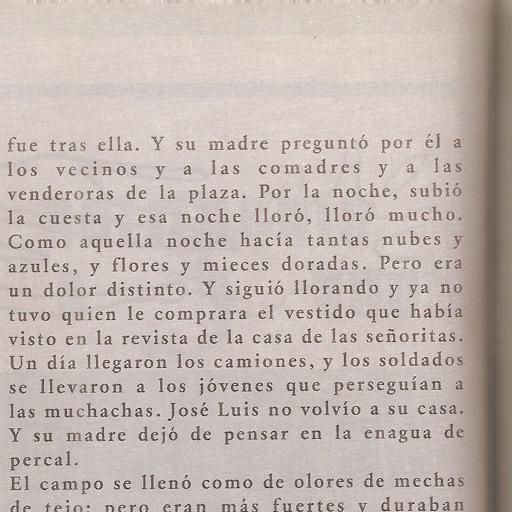 fue tras ella. Y su madre preguntó por él a
los vecinos y a las comadres y a las
venderoras de la plaza. Por la noche, subió
la cuesta y esa noche lloró, lloró mucho.
Como aquella noche hacía tantas nubes y
azules, y flores y mieces doradas. Pero era
un dolor distinto. Y siguió llorando y ya no
tuvo quien le comprara el vestido que había
visto en la revista de la casa de las señoritas.
Un día llegaron los camiones, y los soldados
se llevaron a los jóvenes que perseguían a
las muchachas. José Luis no volvío a su casa.
Y su madre dejó de pensar en la enagua de
percal.
El campo se llenó como de olores de mechas
de tejo; pero eran más fuertes y duraban